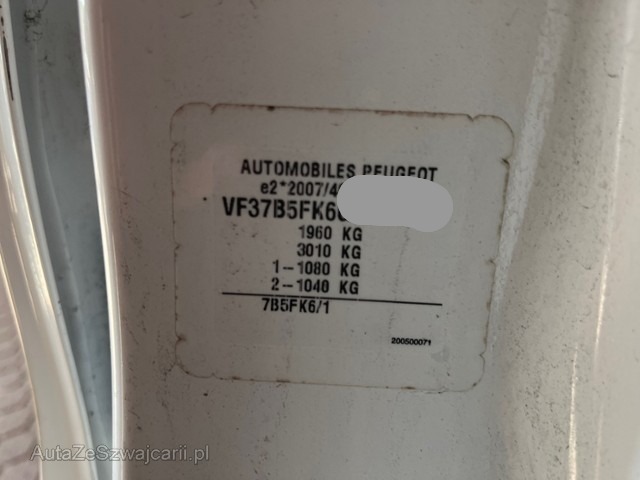 AUTOMOBILES PEUGEOT
e2*2007/4
VF37B5FK6
1960 KG
3010 KG
1-1080 KG
2-1040 KG
7B5FK6/1
200500071
AutaZeSzwajcarii.pl